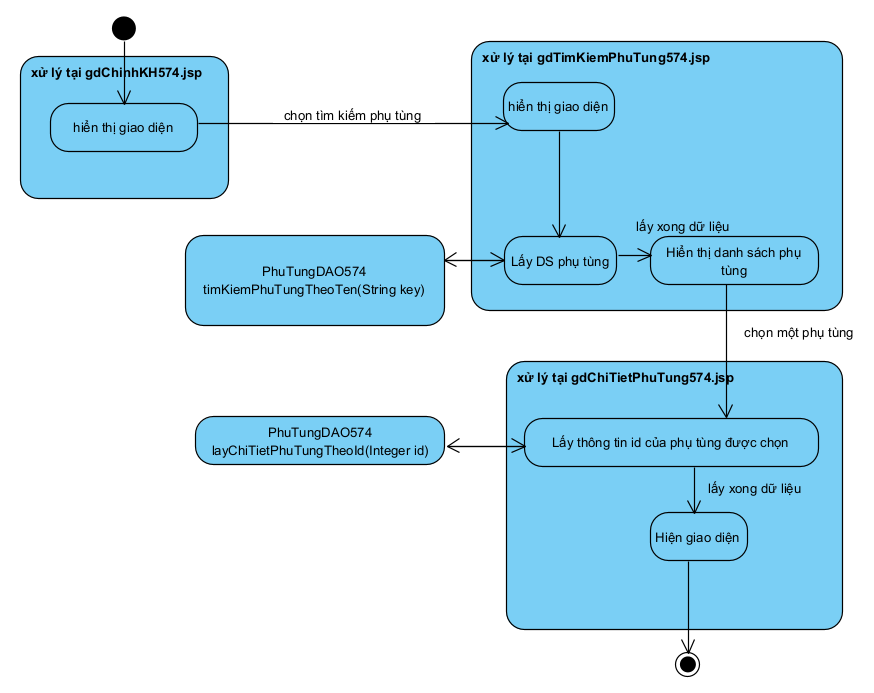 xử lý tại gdChinhKH574.jsp
hiển thị giao diện
chọn tìm kiếm phụ tùng
xử lý tại gdTimKiemPhuTung574.jsp
hiển thị giao diện
Lấy DS phụ tùng
lấy xong dữ liệu
Hiển thị danh sách phụ
tùng
PhuTungDAO574
timKiemPhuTungTheoTen(String key)
chọn một phụ tùng
xử lý tại gdChiTietPhuTung574.jsp
Lấy thông tin id của phụ tùng được chọn
PhuTungDAO574
layChiTietPhuTungTheoId(Integer id)
lấy xong dữ liệu
Hiện giao diện